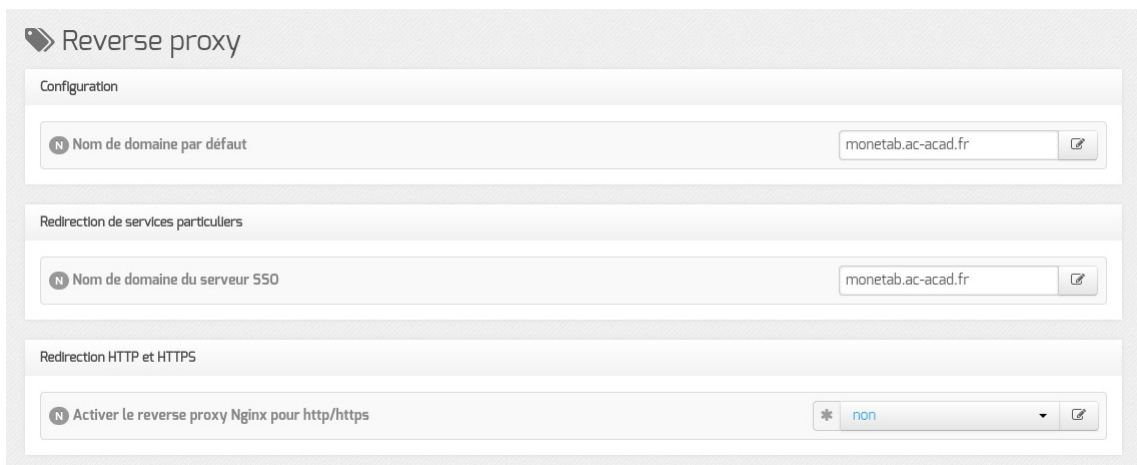 Reverse proxy
Configuration
N Nom de domaine par défaut
monetab.ac-acad.fr
Redirection de services particuliers
N Nom de domaine du serveur SSO
monetab.ac-acad.fr
Redirection HTTP et HTTPS
N Activer le reverse proxy Nginx pour http/https
non